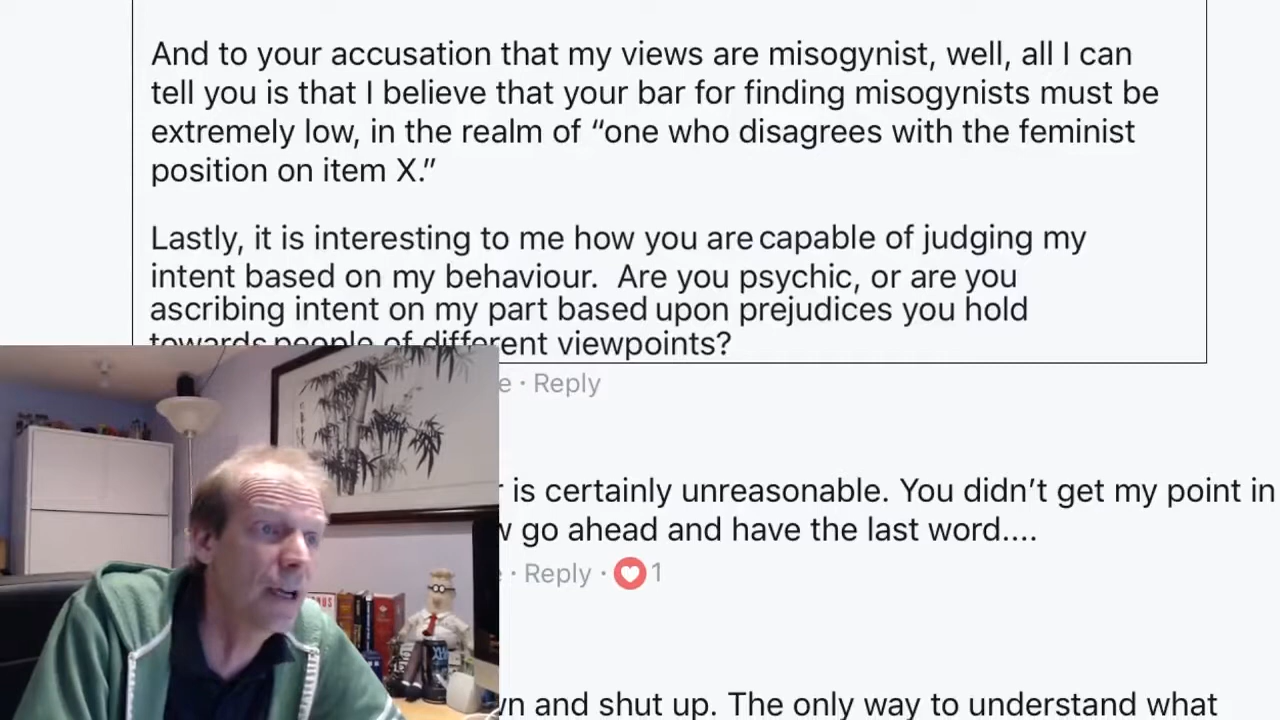 And to your accusation that my views are misogynist, well, all I can
tell you is that I believe that your bar for finding misogynists must be
extremely low, in the realm of “one who disagrees with the feminist
position on item X.”
Lastly, it is interesting to me how you are capable of judging my
intent based on my behaviour.  Are you psychic, or are you
ascribing intent on my part based upon prejudices you hold
towards people of different viewpoints?
· Reply
is certainly unreasonable. You didn’t get my point in
go ahead and have the last word....
· Reply · 1
and shut up. The only way to understand what